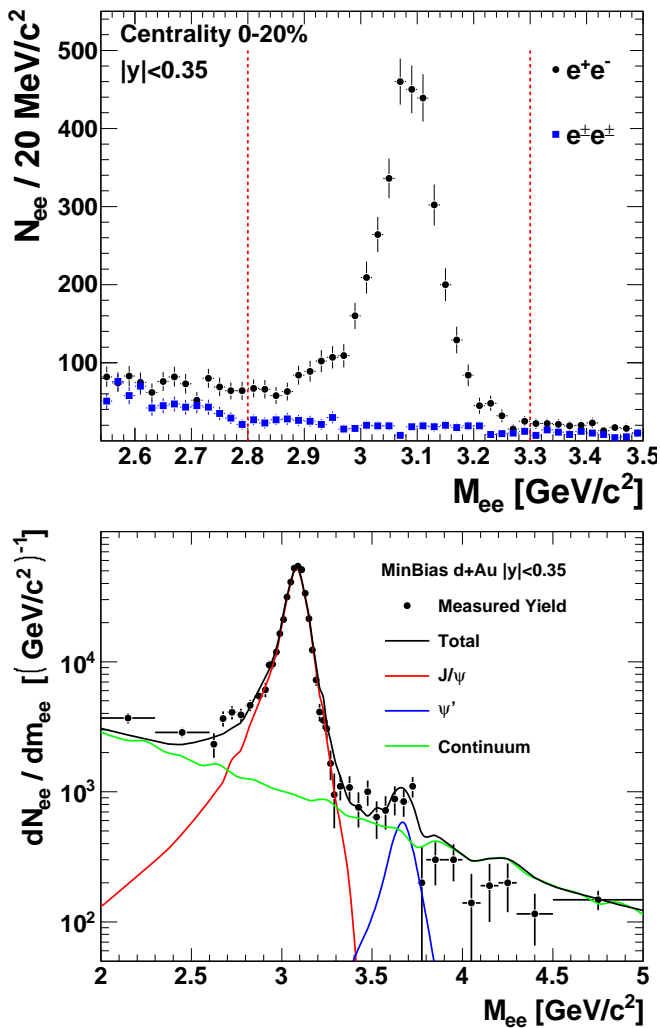 Centrality 0-20%
|y|<0.35
e⁺e⁻
e±e±
N_ee / 20 MeV/c²
500
400
300
200
100
2.6 2.7 2.8 2.9 3 3.1 3.2 3.3 3.4 3.5
M_ee [GeV/c²]
MinBias d+Au |y|<0.35
Measured Yield
Total
J/ψ
ψ'
Continuum
dN_ee / dm_ee [(GeV/c²)⁻¹]
10⁴
10³
10²
2 2.5 3 3.5 4 4.5 5
M_ee [GeV/c²]